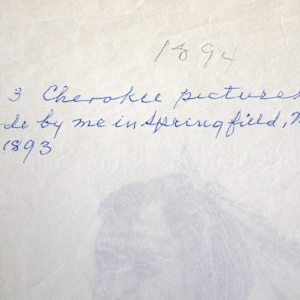 1894
3 Cherokee pictures
by me in Springfield,
1893